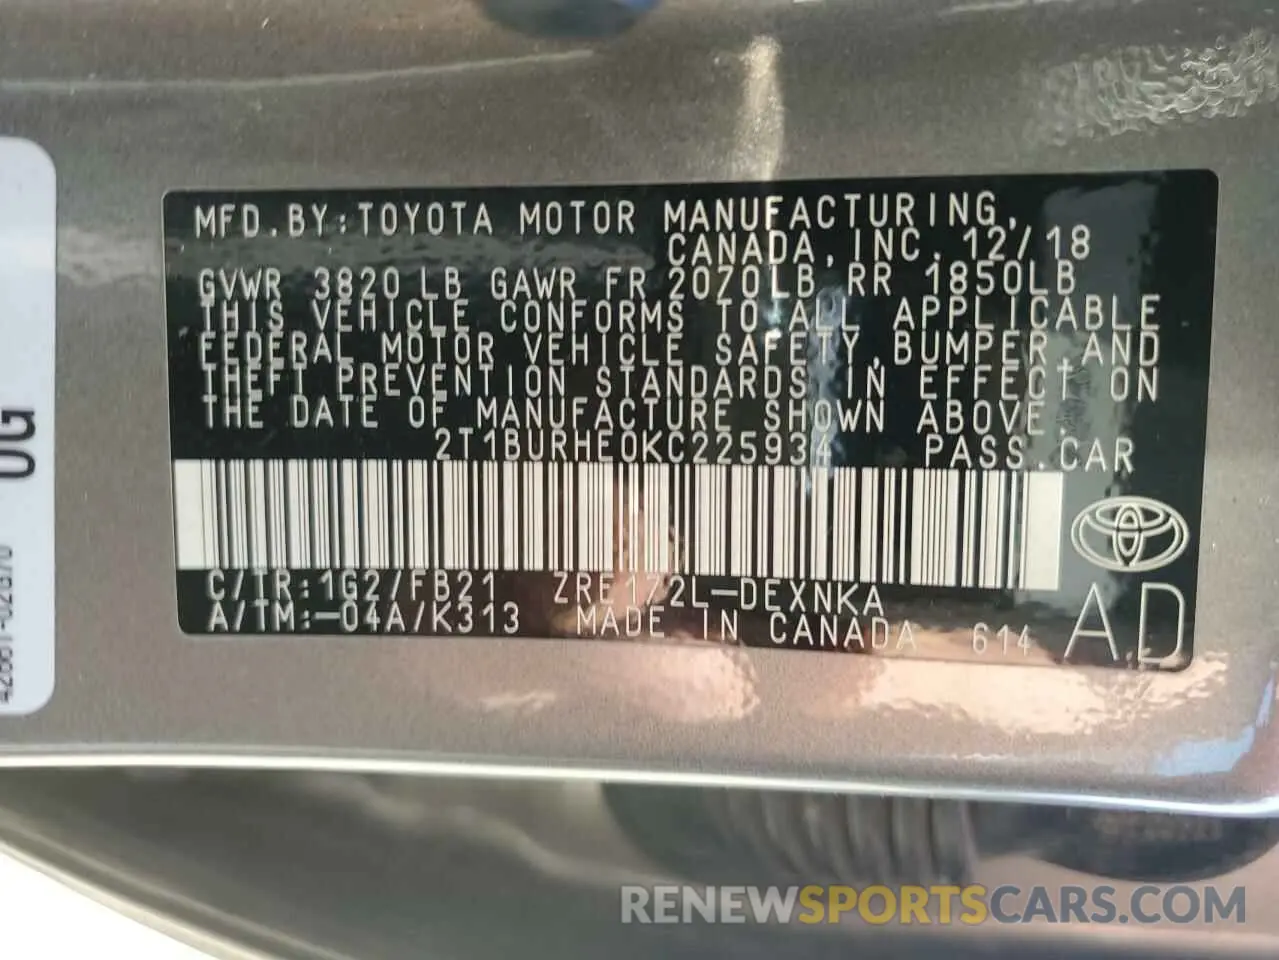 MFD.BY:TOYOTA MOTOR MANUFACTURING,
CANADA,INC. 12/18
GVWR 3820 LB GAWR FR 2070LB RR 1850LB
THIS VEHICLE CONFORMS TO ALL APPLICABLE
FEDERAL MOTOR VEHICLE SAFETY,BUMPER,AND
THEFT PREVENTION STANDARDS IN EFFECT ON
THE DATE OF MANUFACTURE SHOWN ABOVE.
2T1BURHE0KC225934 PASS.CAR
C/TR:1G2/FB21 ZRE172L-DEXNKA
A/TM:-04A/K313 MADE IN CANADA 614
AD
0G
RENEWSPORTSCARS.COM